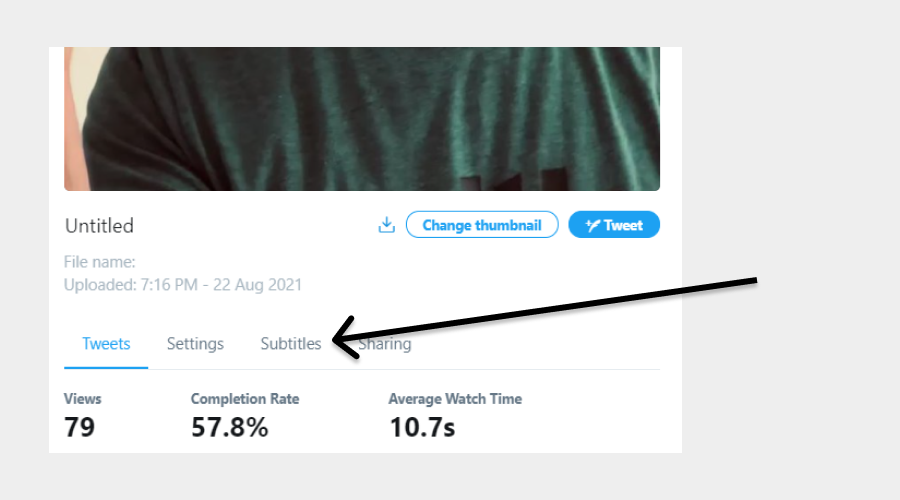 Untitled
Change thumbnail
Tweet
File name:
Uploaded: 7:16 PM - 22 Aug 2021
Tweets Settings Subtitles Sharing
Views Completion Rate Average Watch Time
79 57.8% 10.7s